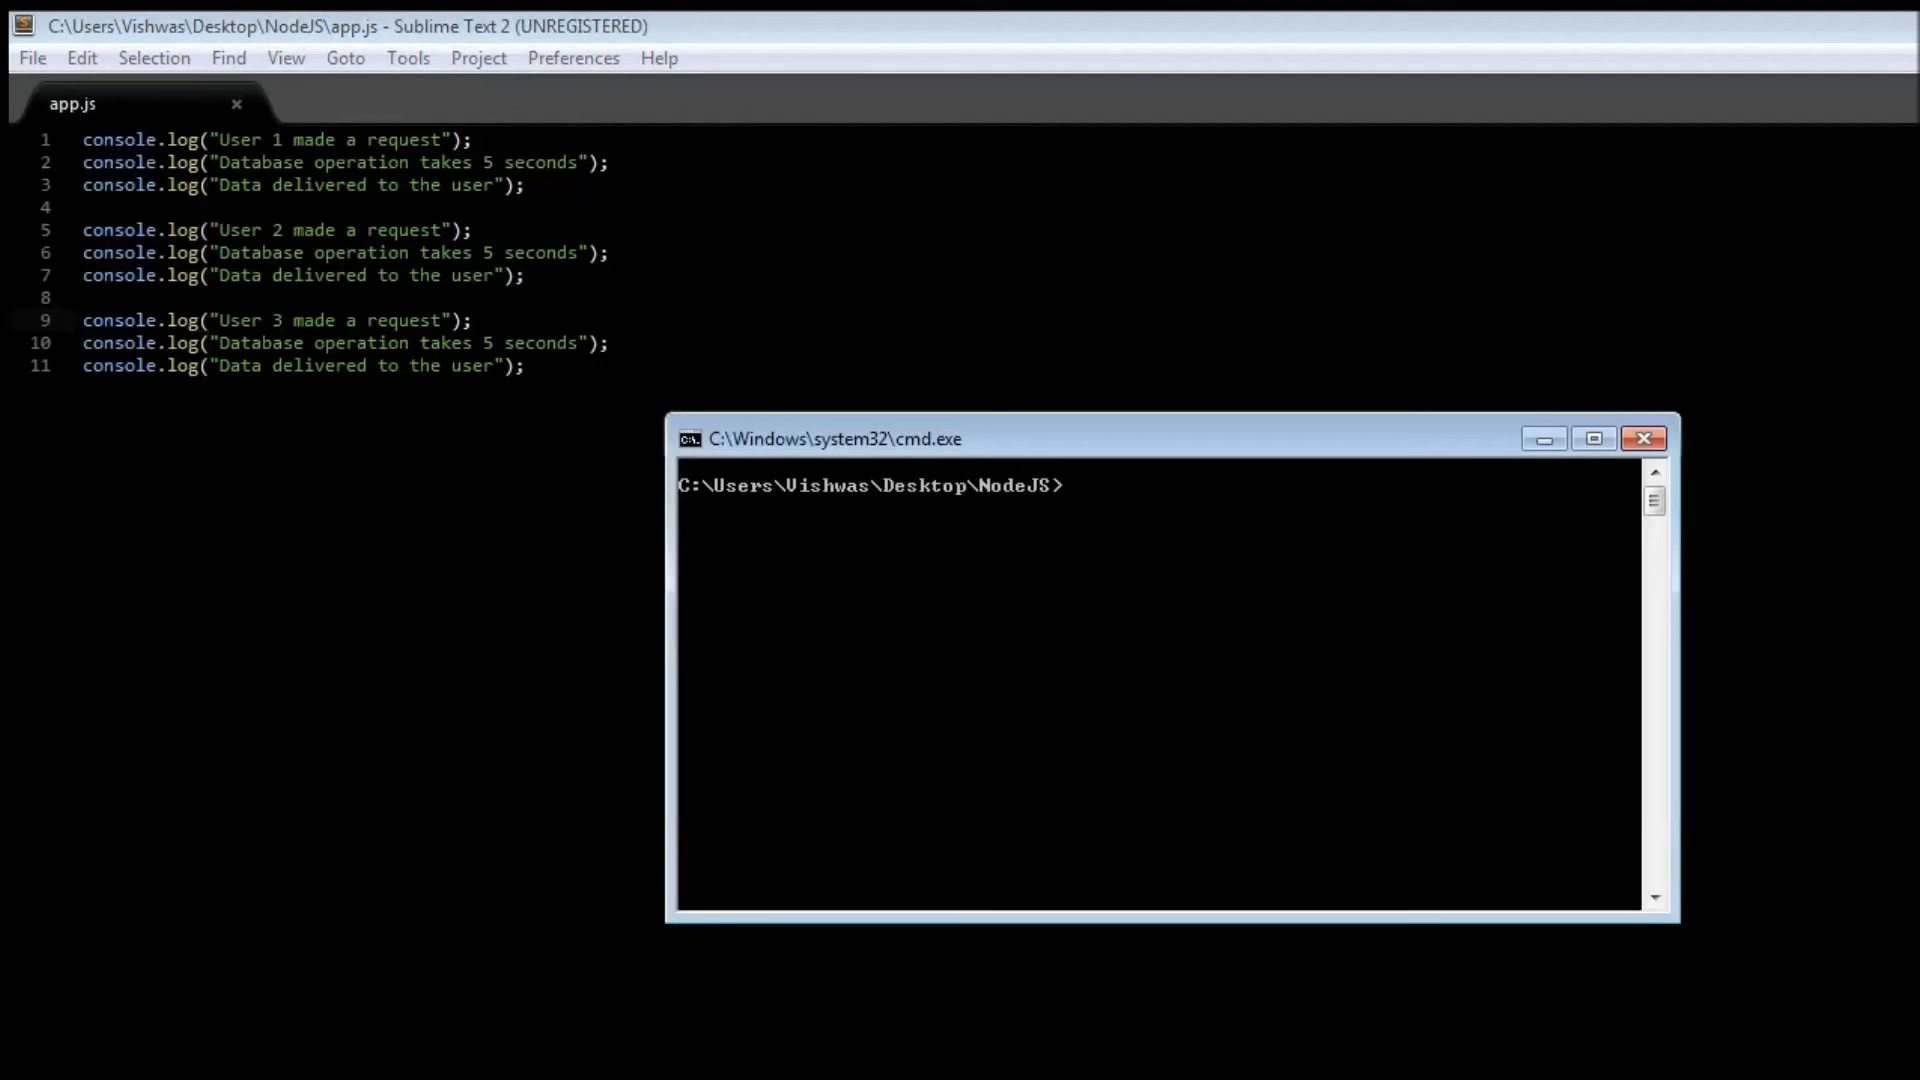 C:\Users\Vishwas\Desktop\NodeJS\app.js - Sublime Text 2 (UNREGISTERED)
File Edit Selection Find View Goto Tools Project Preferences Help
app.js ×
1 console.log("User 1 made a request");
2 console.log("Database operation takes 5 seconds");
3 console.log("Data delivered to the user");
4
5 console.log("User 2 made a request");
6 console.log("Database operation takes 5 seconds");
7 console.log("Data delivered to the user");
8
9 console.log("User 3 made a request");
10 console.log("Database operation takes 5 seconds");
11 console.log("Data delivered to the user");
C:\Windows\system32\cmd.exe
C:\Users\Vishwas\Desktop\NodeJS>